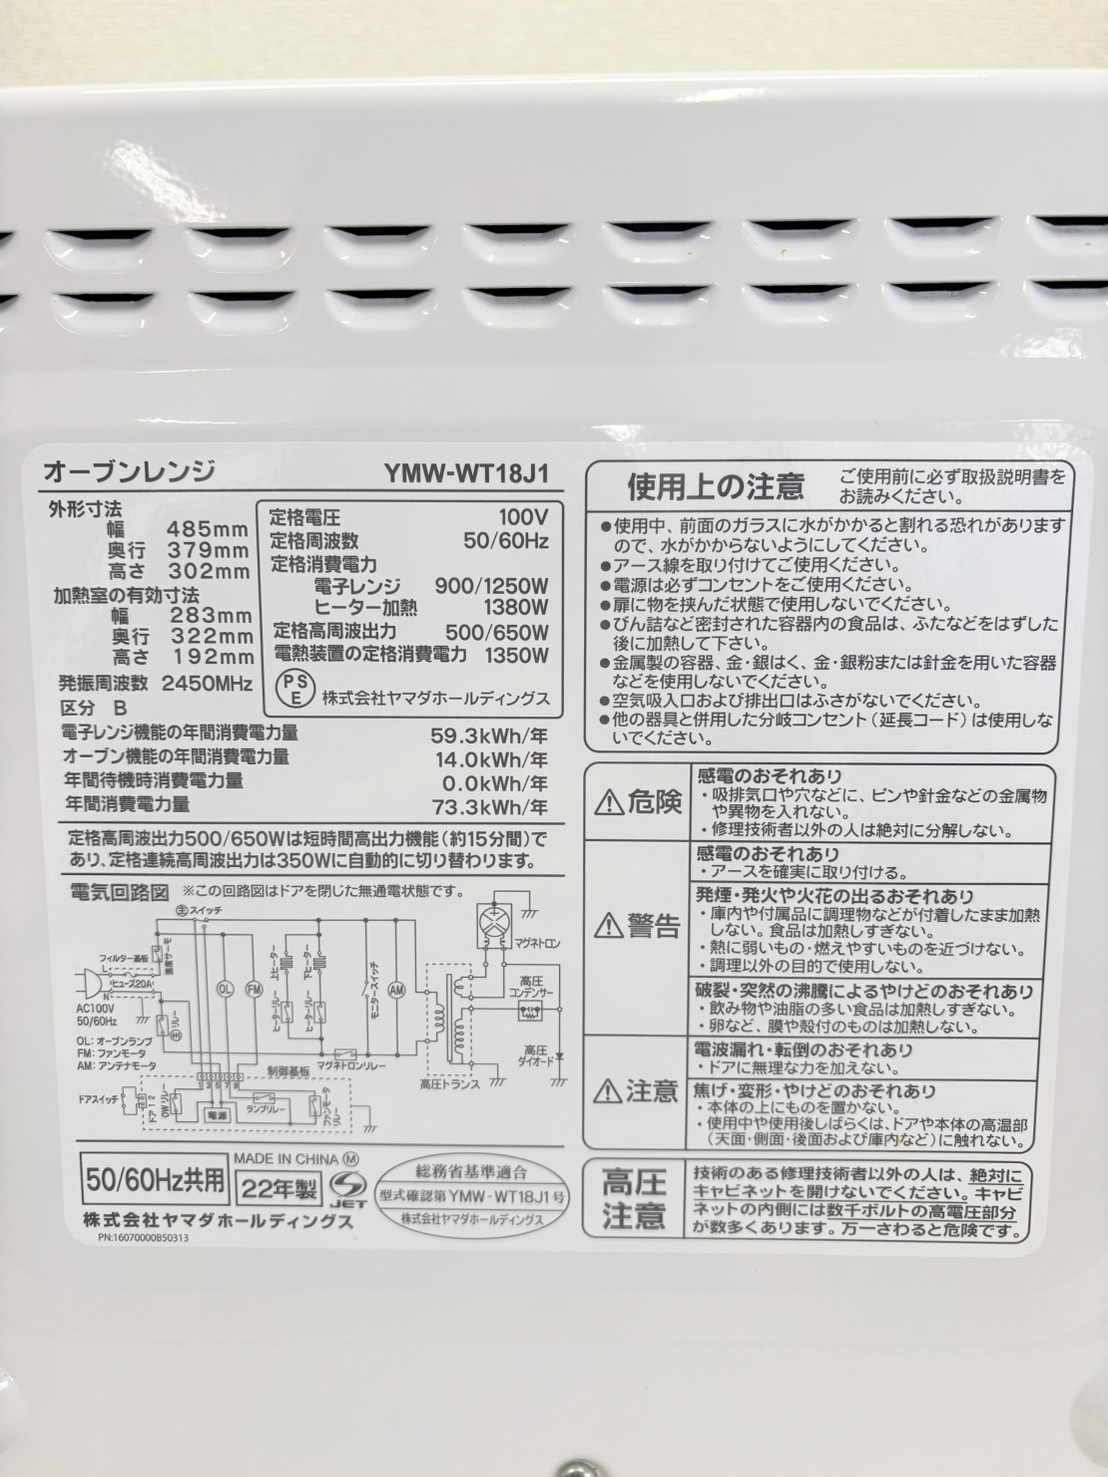 オーブンレンジ YMW-WT18J1
外形寸法
幅 485mm
奥行 379mm
高さ 302mm
加熱室の有効寸法
幅 283mm
奥行 322mm
高さ 192mm
発振周波数 2450MHz
区分 B
定格電圧 100V
定格周波数 50/60Hz
定格消費電力
電子レンジ 900/1250W
ヒーター加熱 1380W
定格高周波出力 500/650W
電熱装置の定格消費電力 1350W
PSE 株式会社ヤマダホールディングス
電子レンジ機能の年間消費電力量 59.3kWh/年
オーブン機能の年間消費電力量 14.0kWh/年
年間待機時消費電力量 0.0kWh/年
年間消費電力量 73.3kWh/年
定格高周波出力500/650Wは短時間高出力機能(約15分間)で
あり、定格連続高周波出力は350Wに自動的に切り替わります。
電気回路図 ※この回路図はドアを閉じた無通電状態です。
主スイッチ
マグネトロン
フィルター基板
L
ヒューズ20A
N
AC100V
50/60Hz
上ヒーター
下ヒーター
ヒーターリレー
ヒーターリレー
モニタースイッチ
OL
FM
AM
高圧
コンデンサー
高圧
ダイオード
高圧トランス
マグネトロンリレー
OL：オーブンランプ
FM：ファンモータ
AM：アンテナモータ
制御基板
1 3 5 7 9
ドアスイッチ
ドア12
電源
ランプリレー
ファンモータ
リレー
50/60Hz共用
MADE IN CHINA Ⓜ
22年製
JET
株式会社ヤマダホールディングス
PN:16070000B50313
総務省基準適合
型式確認第YMW-WT18J1号
株式会社ヤマダホールディングス
使用上の注意
ご使用前に必ず取扱説明書を
お読みください。
●使用中、前面のガラスに水がかかると割れる恐れがあります
ので、水がかからないようにしてください。
●アース線を取り付けてご使用ください。
●電源は必ずコンセントをご使用ください。
●扉に物を挟んだ状態で使用しないでください。
●びん詰など密封された容器内の食品は、ふたなどをはずした
後に加熱して下さい。
●金属製の容器、金・銀はく、金・銀粉または針金を用いた容器
などを使用しないでください。
●空気吸入口および排出口はふさがないでください。
●他の器具と併用した分岐コンセント(延長コード)は使用しな
いでください。
⚠危険
感電のおそれあり
・吸排気口や穴などに、ピンや針金などの金属物
や異物を入れない。
・修理技術者以外の人は絶対に分解しない。
⚠警告
感電のおそれあり
・アースを確実に取り付ける。
発煙・発火や火花の出るおそれあり
・庫内や付属品に調理物などが付着したまま加熱
しない。食品は加熱しすぎない。
・熱に弱いもの・燃えやすいものを近づけない。
・調理以外の目的で使用しない。
破裂・突然の沸騰によるやけどのおそれあり
・飲み物や油脂の多い食品は加熱しすぎない。
・卵など、膜や殻付のものは加熱しない。
⚠注意
電波漏れ・転倒のおそれあり
・ドアに無理な力を加えない。
焦げ・変形・やけどのおそれあり
・本体の上にものを置かない。
・使用中や使用後しばらくは、ドアや本体の高温部
(天面・側面・後面および庫内など)に触れない。
高圧
注意
技術のある修理技術者以外の人は、絶対に
キャビネットを開けないでください。キャビ
ネットの内側には数千ボルトの高電圧部分
が数多くあります。万一さわると危険です。